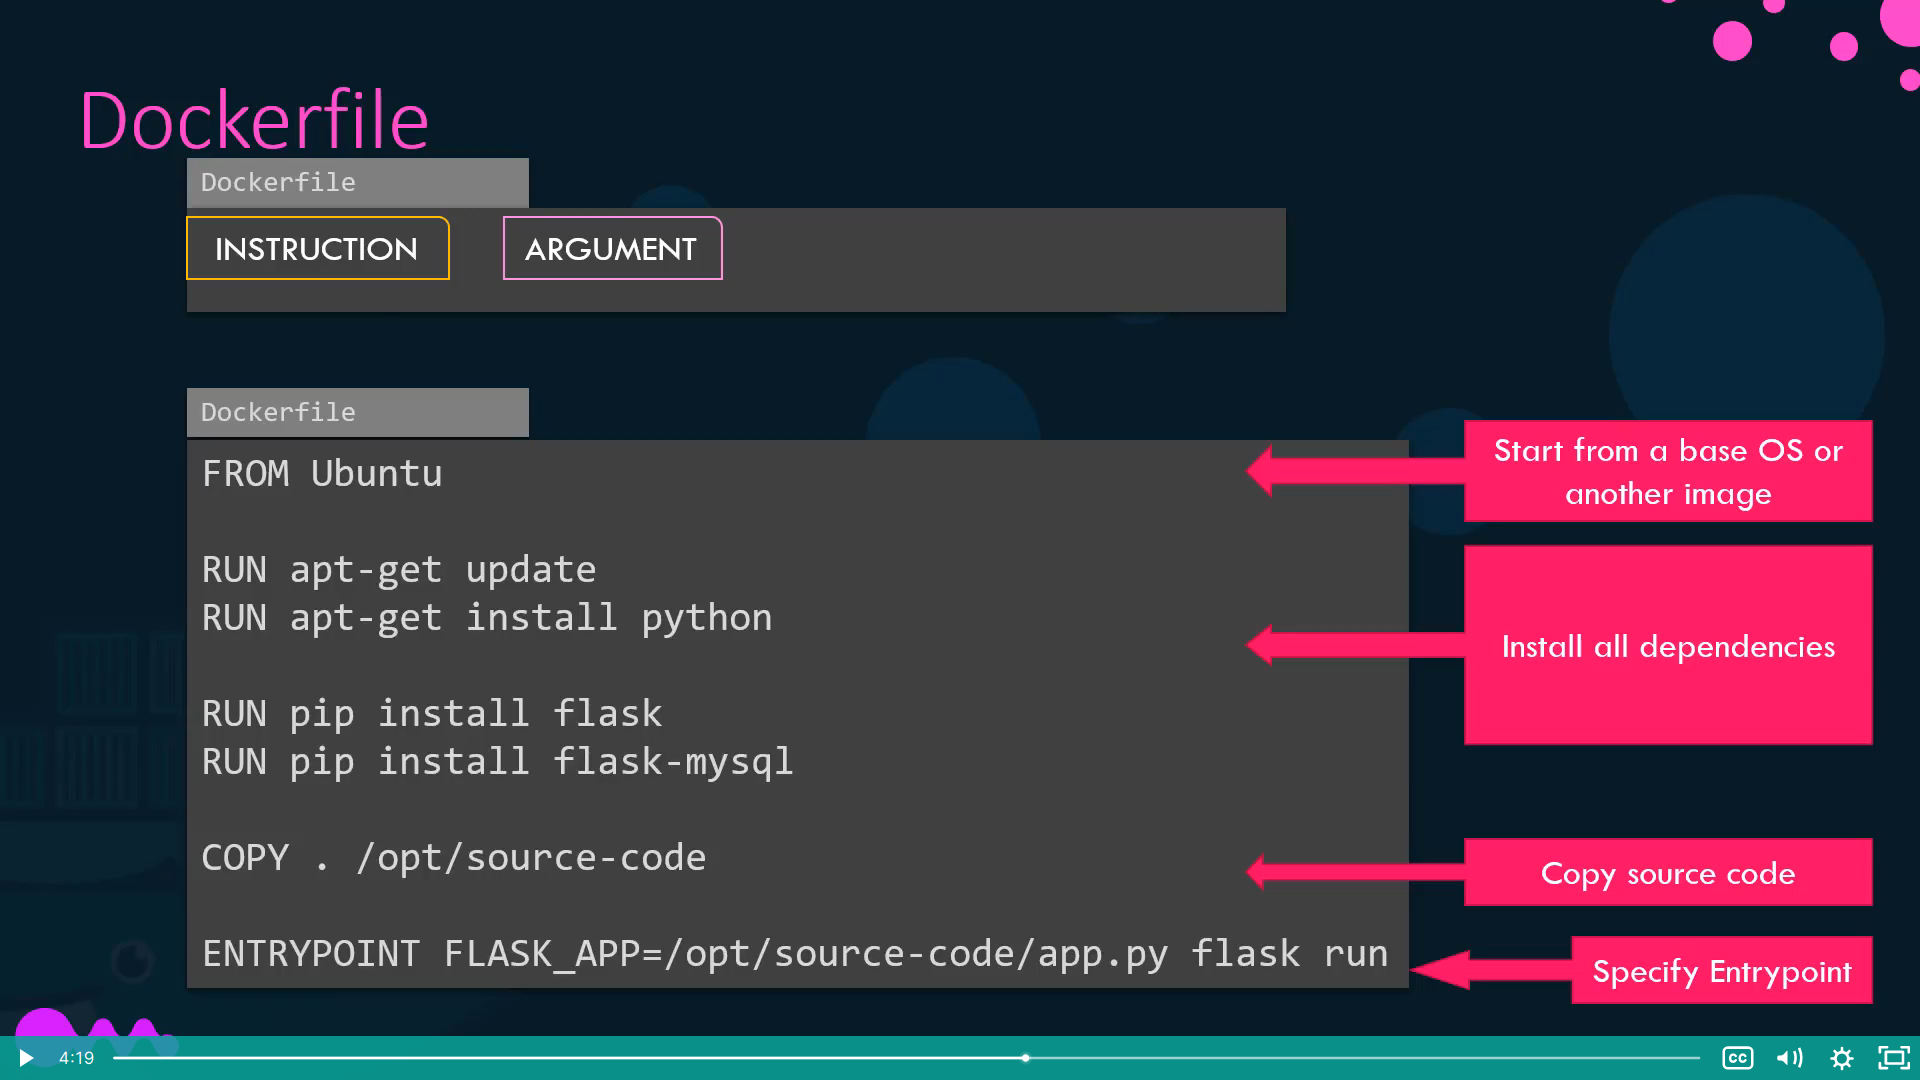 Dockerfile
Dockerfile
INSTRUCTION ARGUMENT
Dockerfile
FROM Ubuntu
RUN apt-get update
RUN apt-get install python
RUN pip install flask
RUN pip install flask-mysql
COPY . /opt/source-code
ENTRYPOINT FLASK_APP=/opt/source-code/app.py flask run
Start from a base OS or
another image
Install all dependencies
Copy source code
Specify Entrypoint
4:19
CC